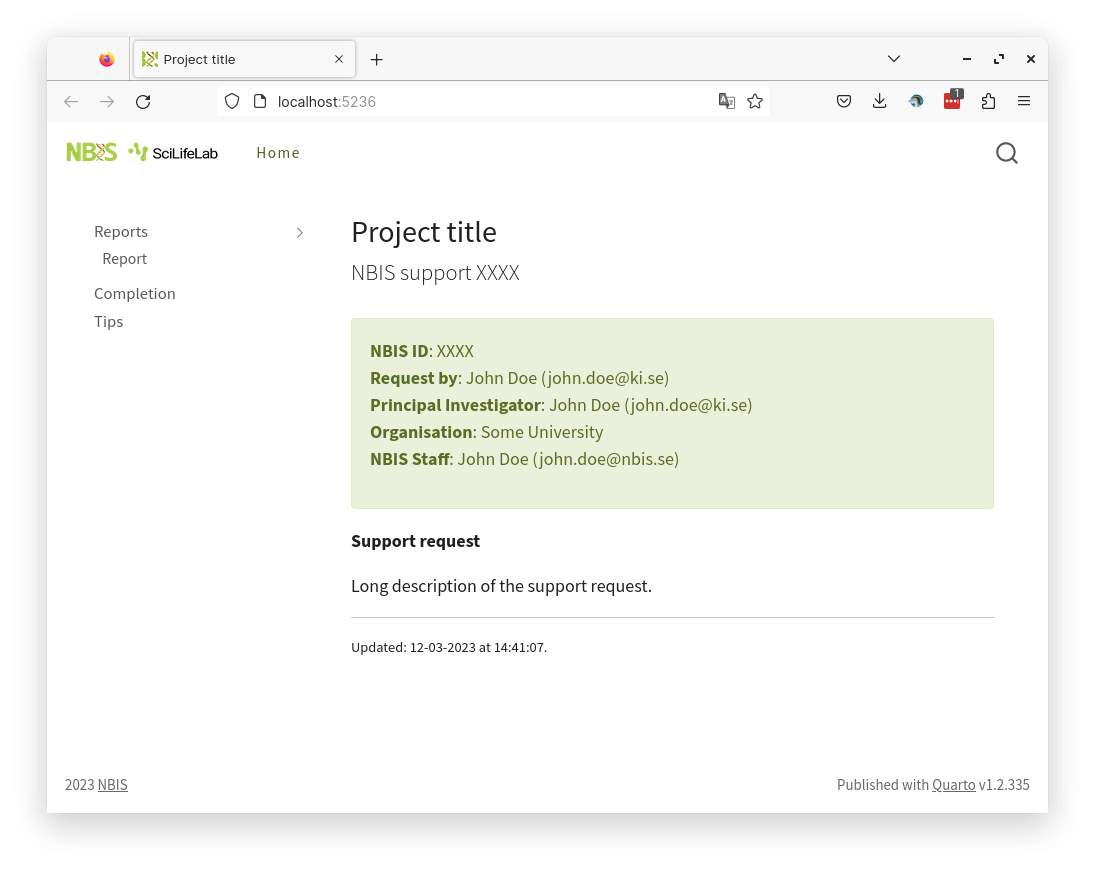 Project title
localhost:5236
1
NBIS SciLifeLab Home
Reports
Report
Completion
Tips
Project title
NBIS support XXXX
NBIS ID: XXXX
Request by: John Doe (john.doe@ki.se)
Principal Investigator: John Doe (john.doe@ki.se)
Organisation: Some University
NBIS Staff: John Doe (john.doe@nbis.se)
Support request
Long description of the support request.
Updated: 12-03-2023 at 14:41:07.
2023 NBIS
Published with Quarto v1.2.335